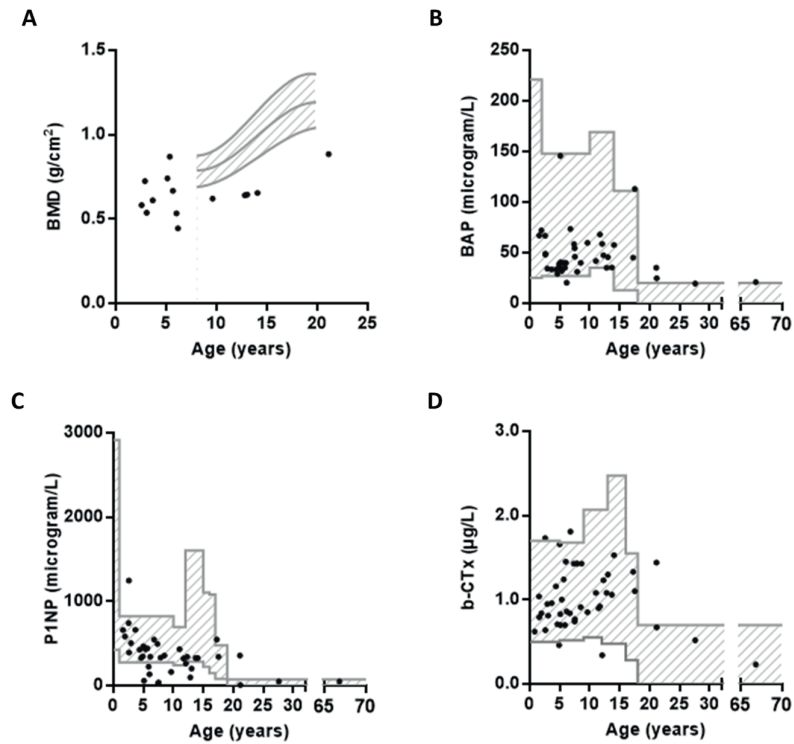 A
B
1.5
1.0
0.5
0.0
BMD (g/cm²)
0 5 10 15 20 25
Age (years)
250
200
150
100
50
0
BAP (microgram/L)
0 5 10 15 20 25 30 65 70
Age (years)
C
D
3000
2000
1000
0
P1NP (microgram/L)
0 5 10 15 20 25 30 65 70
Age (years)
3.0
2.0
1.0
0.0
b-CTx (µg/L)
0 5 10 15 20 25 30 65 70
Age (years)